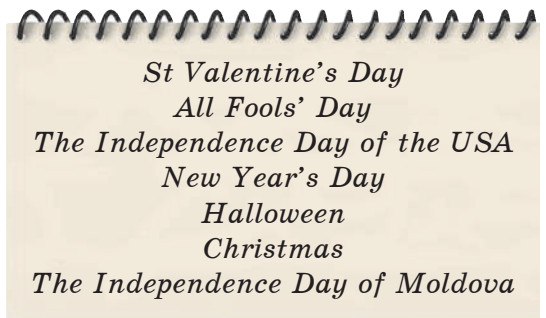 St Valentine’s Day
All Fools’ Day
The Independence Day of the USA
New Year’s Day
Halloween
Christmas
The Independence Day of Moldova